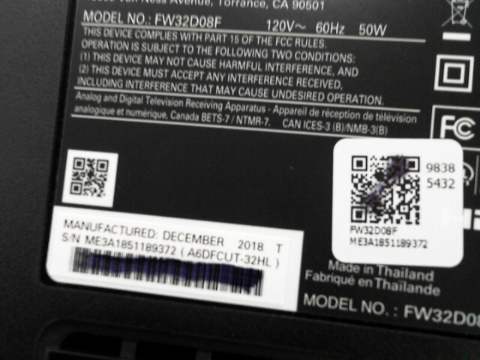 Van Ness Avenue, Torrance, CA 90501
MODEL NO.: FW32D08F 120V~ 60Hz 50W
THIS DEVICE COMPLIES WITH PART 15 OF THE FCC RULES.
OPERATION IS SUBJECT TO THE FOLLOWING TWO CONDITIONS:
(1) THIS DEVICE MAY NOT CAUSE HARMFUL INTERFERENCE, AND
(2) THIS DEVICE MUST ACCEPT ANY INTERFERENCE RECEIVED,
INCLUDING INTERFERENCE THAT MAY CAUSE UNDESIRED OPERATION.
Analog and Digital Television Receiving Apparatus - Appareil de réception de télévision
analogique et numérique, Canada BETS-7 / NTMR-7, CAN ICES-3 (B)/NMB-3(B)
FC
9838
5432
FW32D08F
ME3A1851189372
MANUFACTURED: DECEMBER 2018 T
S/N ME3A1851189372 ( A6DFCUT-32HL )
Made in Thailand
Fabriqué en Thaïlande
MODEL NO. : FW32D08